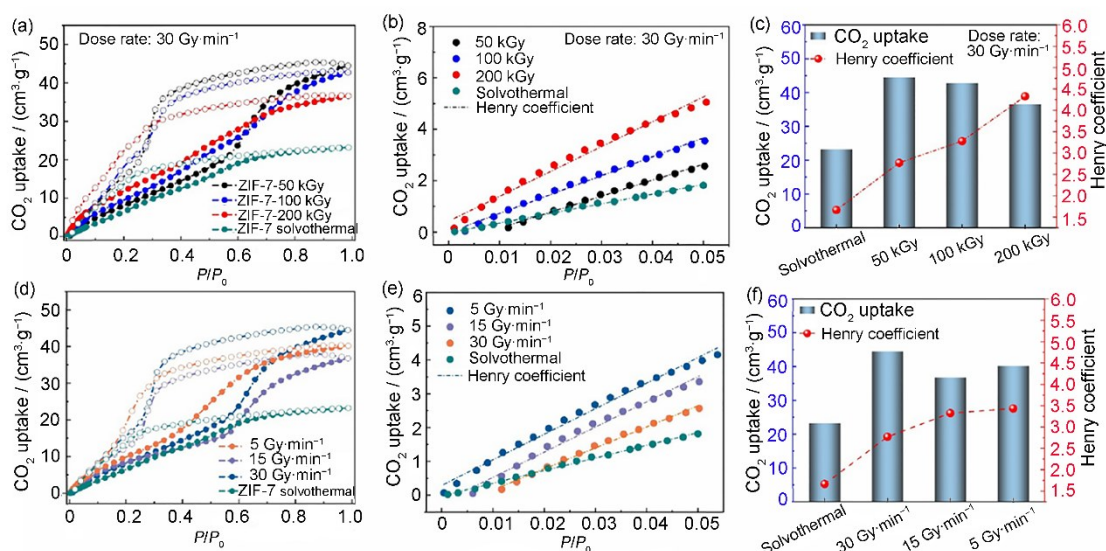 (a)
Dose rate: 30 Gy·min⁻¹
CO₂ uptake / (cm³·g⁻¹)
50
40
30
20
10
0
ZIF-7-50 kGy
ZIF-7-100 kGy
ZIF-7-200 kGy
ZIF-7 solvothermal
0.0 0.2 0.4 0.6 0.8 1.0
P/P₀
(b)
50 kGy
Dose rate: 30 Gy·min⁻¹
100 kGy
200 kGy
Solvothermal
Henry coefficient
CO₂ uptake / (cm³·g⁻¹)
8
6
4
2
0
0.00 0.01 0.02 0.03 0.04 0.05
P/P₀
(c)
CO₂ uptake
Dose rate:
30 Gy·min⁻¹
Henry coefficient
CO₂ uptake / (cm³·g⁻¹)
60
50
40
30
20
10
0
6.0
5.5
5.0
4.5
4.0
3.5
3.0
2.5
2.0
1.5
Henry coefficient
Solvothermal
50 kGy
100 kGy
200 kGy
(d)
CO₂ uptake / (cm³·g⁻¹)
50
40
30
20
10
0
5 Gy·min⁻¹
15 Gy·min⁻¹
30 Gy·min⁻¹
ZIF-7 solvothermal
0.0 0.2 0.4 0.6 0.8 1.0
P/P₀
(e)
5 Gy·min⁻¹
15 Gy·min⁻¹
30 Gy·min⁻¹
Solvothermal
Henry coefficient
CO₂ uptake / (cm³·g⁻¹)
6
4
3
2
1
0
0.00 0.01 0.02 0.03 0.04 0.05
P/P₀
(f)
CO₂ uptake
Henry coefficient
CO₂ uptake / (cm³·g⁻¹)
60
50
40
30
20
10
0
6.0
5.5
5.0
4.5
4.0
3.5
3.0
2.5
2.0
1.5
Henry coefficient
Solvothermal
30 Gy·min⁻¹
15 Gy·min⁻¹
5 Gy·min⁻¹